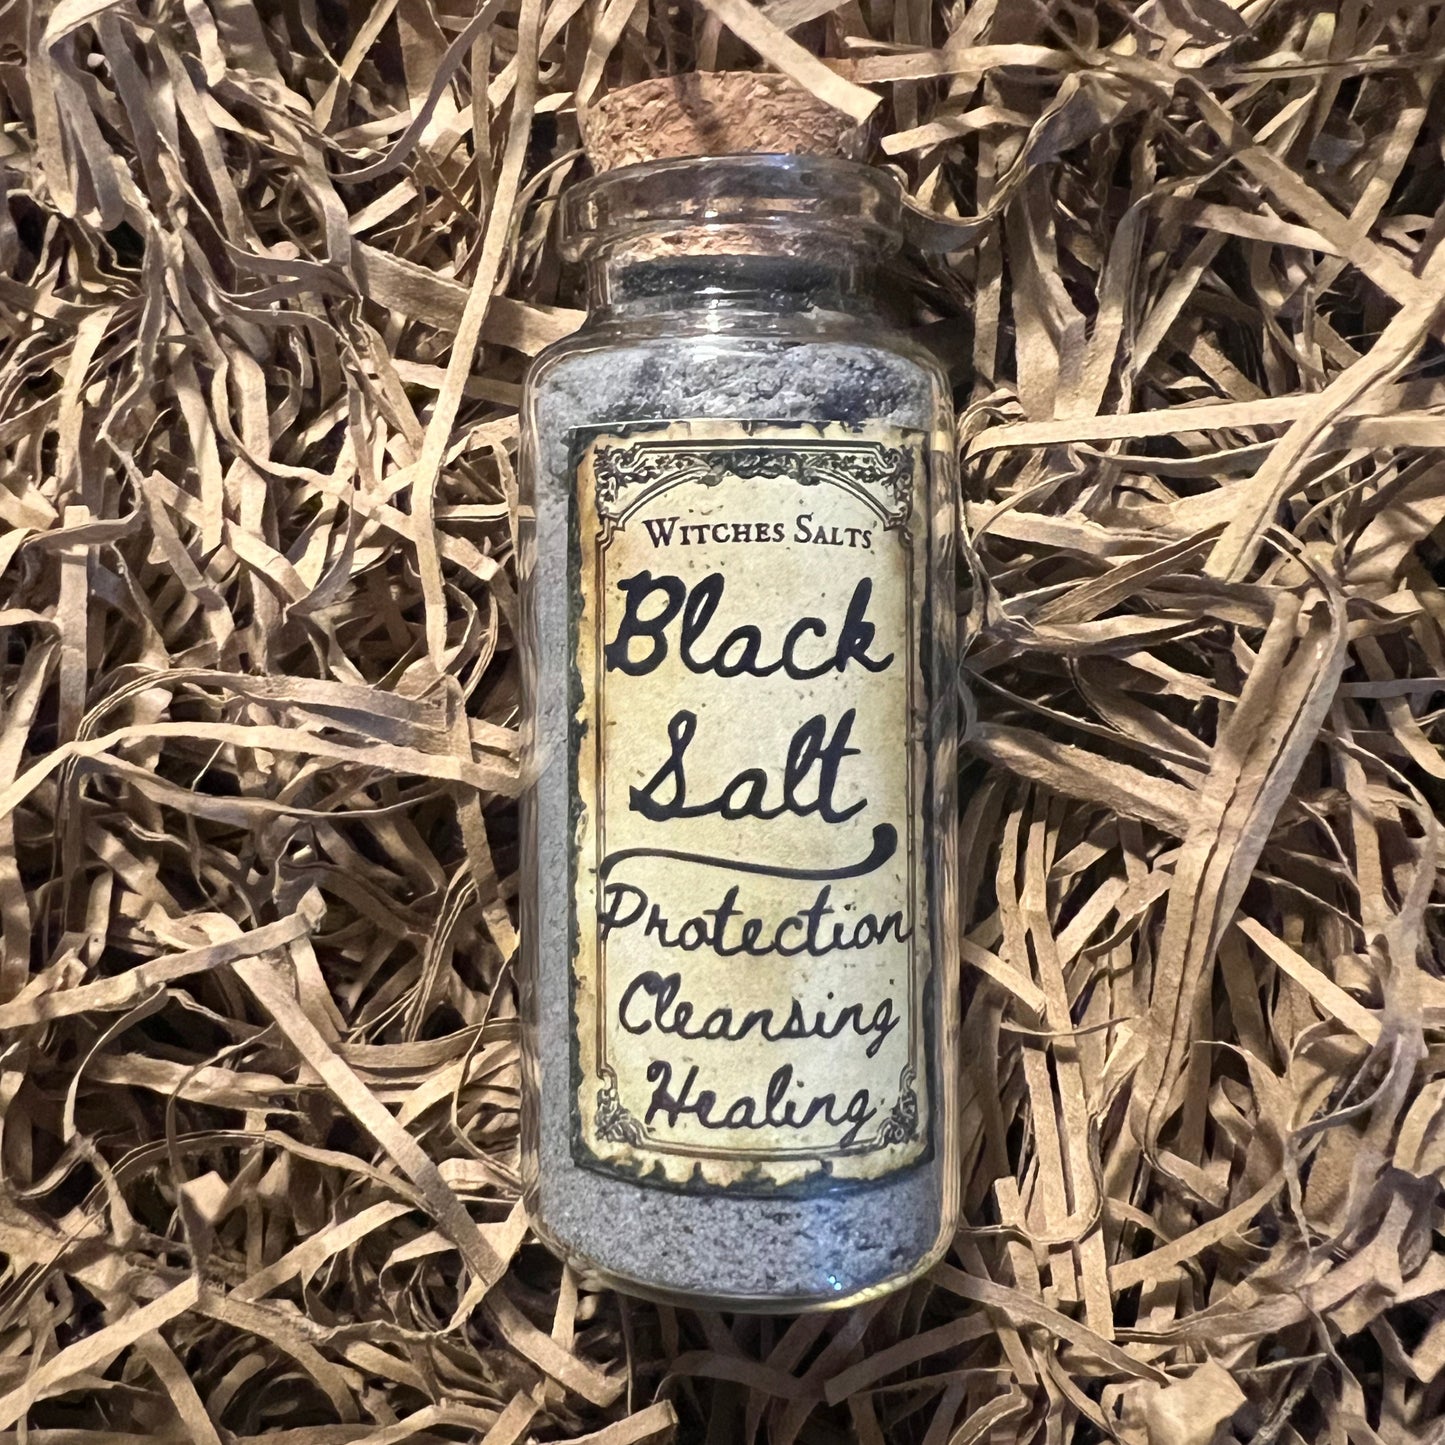 Witches Salts
Black
Salt
Protection
Cleansing
Healing